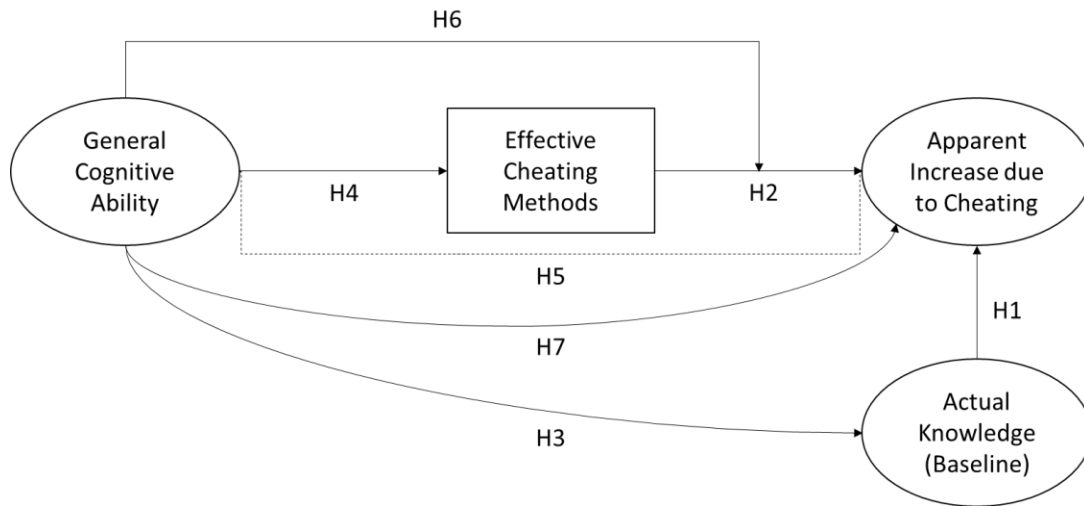 H6
General
Cognitive
Ability
H4
Effective
Cheating
Methods
H2
Apparent
Increase due
to Cheating
H5
H7
H1
H3
Actual
Knowledge
(Baseline)